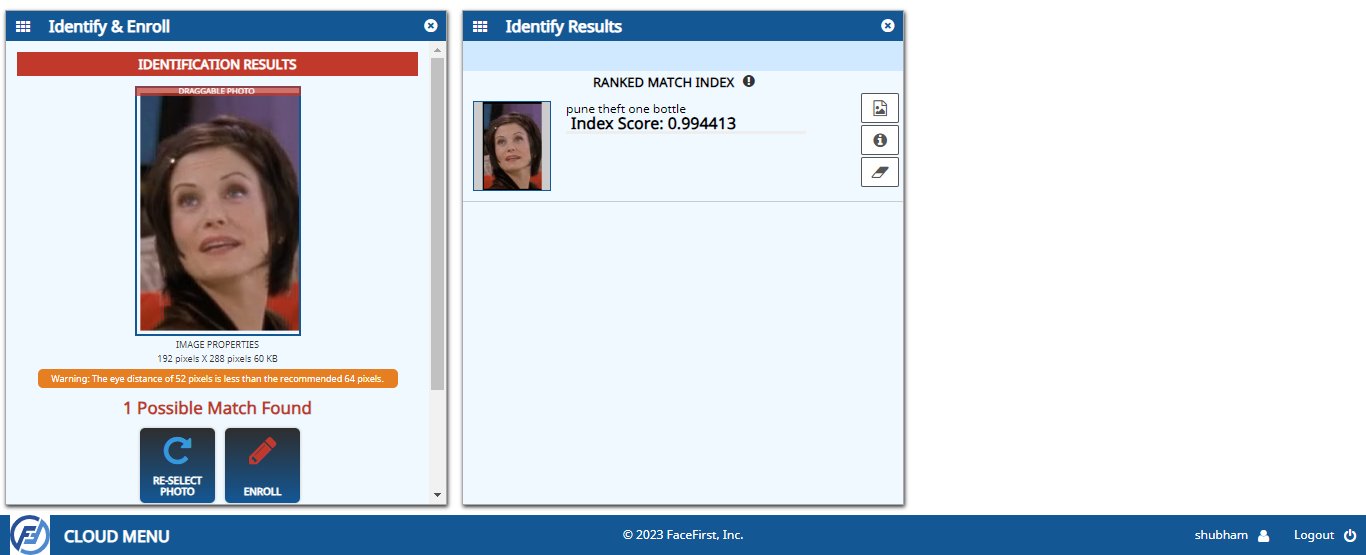 Identify & Enroll
IDENTIFICATION RESULTS
DRAGGABLE PHOTO
IMAGE PROPERTIES
192 pixels X 288 pixels 60 KB
Warning: The eye distance of 52 pixels is less than the recommended 64 pixels.
1 Possible Match Found
RE-SELECT
PHOTO
ENROLL
Identify Results
RANKED MATCH INDEX
pune theft one bottle
Index Score: 0.994413
CLOUD MENU
© 2023 FaceFirst, Inc.
shubham
Logout